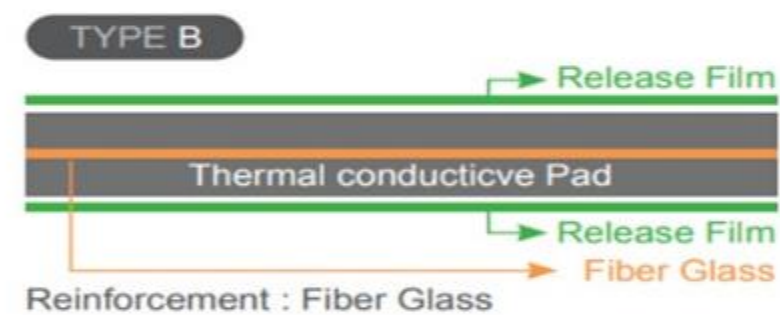 TYPE B
Release Film
Thermal conducticve Pad
Release Film
Fiber Glass
Reinforcement : Fiber Glass